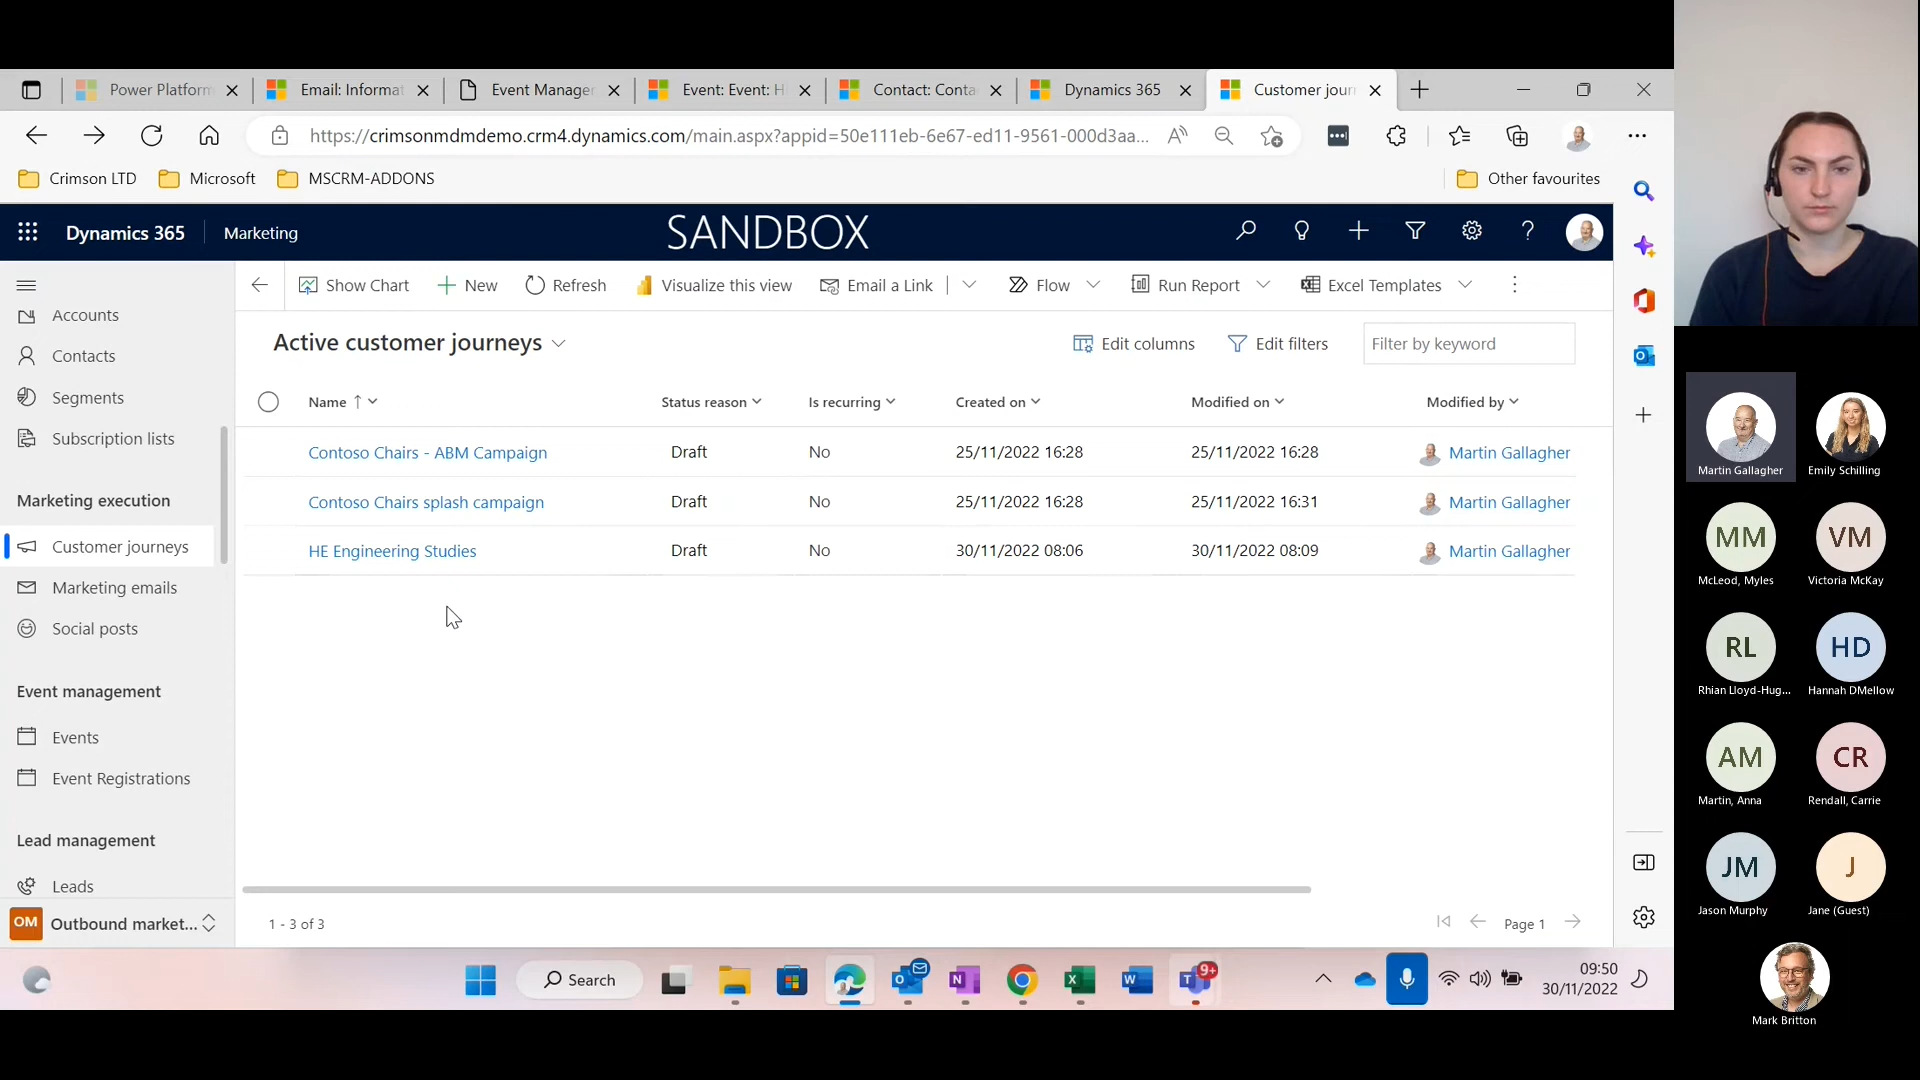 Power Platform
Email: Informat
Event Manager
Event: Event: H
Contact: Conta
Dynamics 365
Customer jour
https://crimsonmdmdemo.crm4.dynamics.com/main.aspx?appid=50e111eb-6e67-ed11-9561-000d3aa...
Crimson LTD
Microsoft
MSCRM-ADDONS
Other favourites
Dynamics 365
Marketing
SANDBOX
Show Chart
New
Refresh
Visualize this view
Email a Link
Flow
Run Report
Excel Templates
Accounts
Contacts
Segments
Subscription lists
Marketing execution
Customer journeys
Marketing emails
Social posts
Event management
Events
Event Registrations
Lead management
Leads
OM Outbound market...
Active customer journeys
Edit columns
Edit filters
Filter by keyword
Name Status reason Is recurring Created on Modified on Modified by
Contoso Chairs - ABM Campaign Draft No 25/11/2022 16:28 25/11/2022 16:28 Martin Gallagher
Contoso Chairs splash campaign Draft No 25/11/2022 16:28 25/11/2022 16:31 Martin Gallagher
HE Engineering Studies Draft No 30/11/2022 08:06 30/11/2022 08:09 Martin Gallagher
1 - 3 of 3
Page 1
Search
9+
09:50
30/11/2022
Martin Gallagher
Emily Schilling
MM
McLeod, Myles
VM
Victoria McKay
RL
Rhian Lloyd-Hug...
HD
Hannah DMellow
AM
Martin, Anna
CR
Rendall, Carrie
JM
Jason Murphy
J
Jane (Guest)
Mark Britton